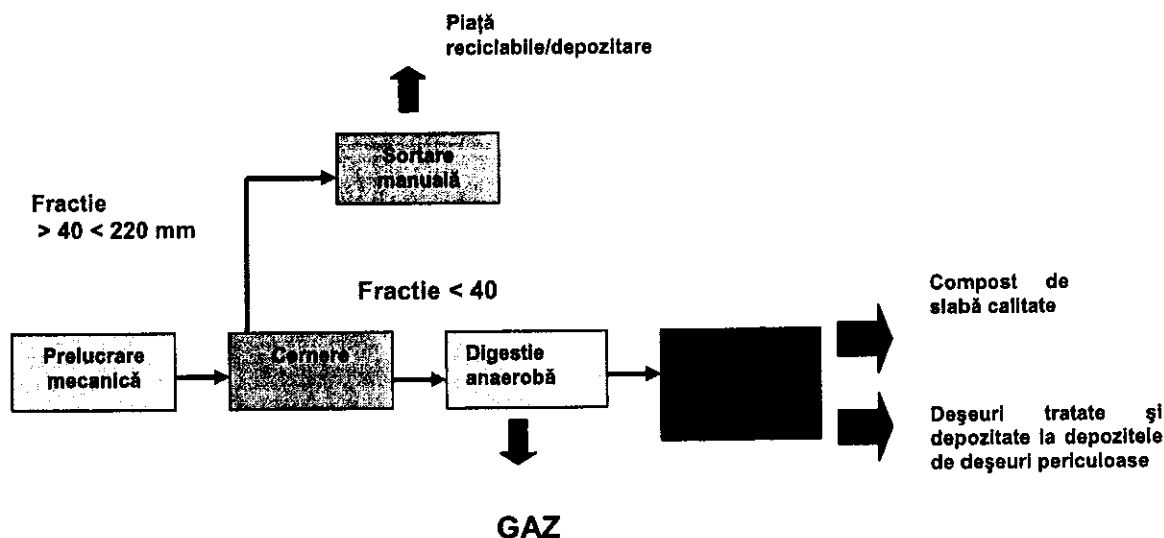 Piață
reciclabile/depozitare
Sortare
manuală
Fractie
> 40 < 220 mm
Fractie < 40
Compost de
slabă calitate
Prelucrare
mecanică
Cernere
Digestie
anaerobă
Deşeuri tratate şi
depozitate la depozitele
de deşeuri periculoase
GAZ